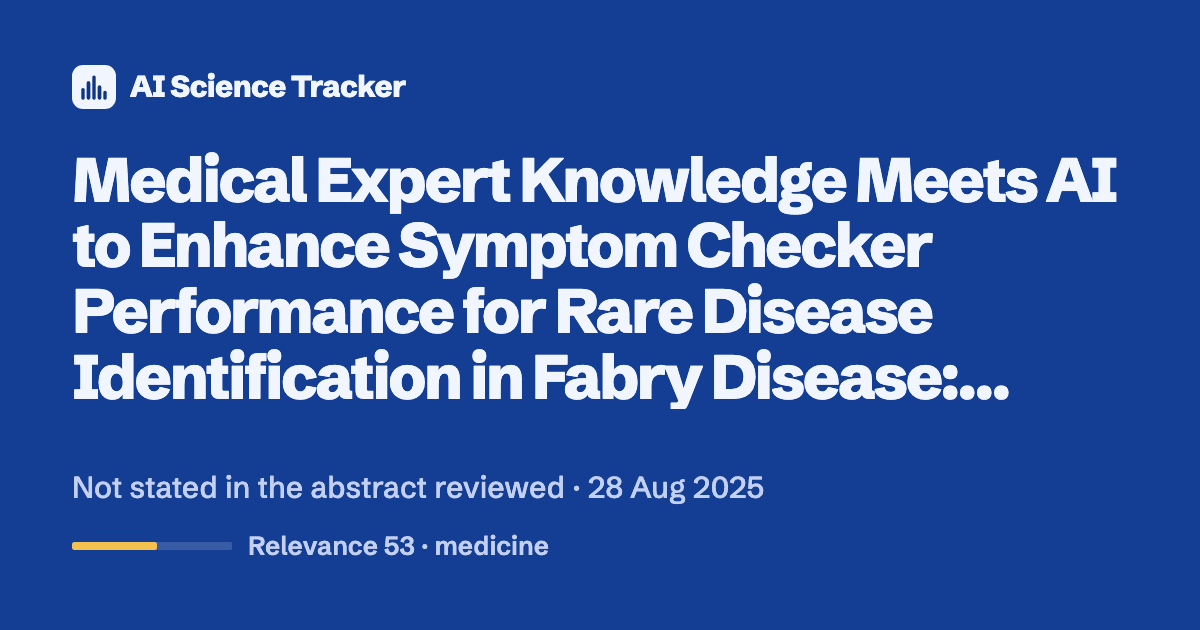 AI Science Tracker
Medical Expert Knowledge Meets AI
to Enhance Symptom Checker
Performance for Rare Disease
Identification in Fabry Disease:...
Not stated in the abstract reviewed · 28 Aug 2025
Relevance 53 · medicine